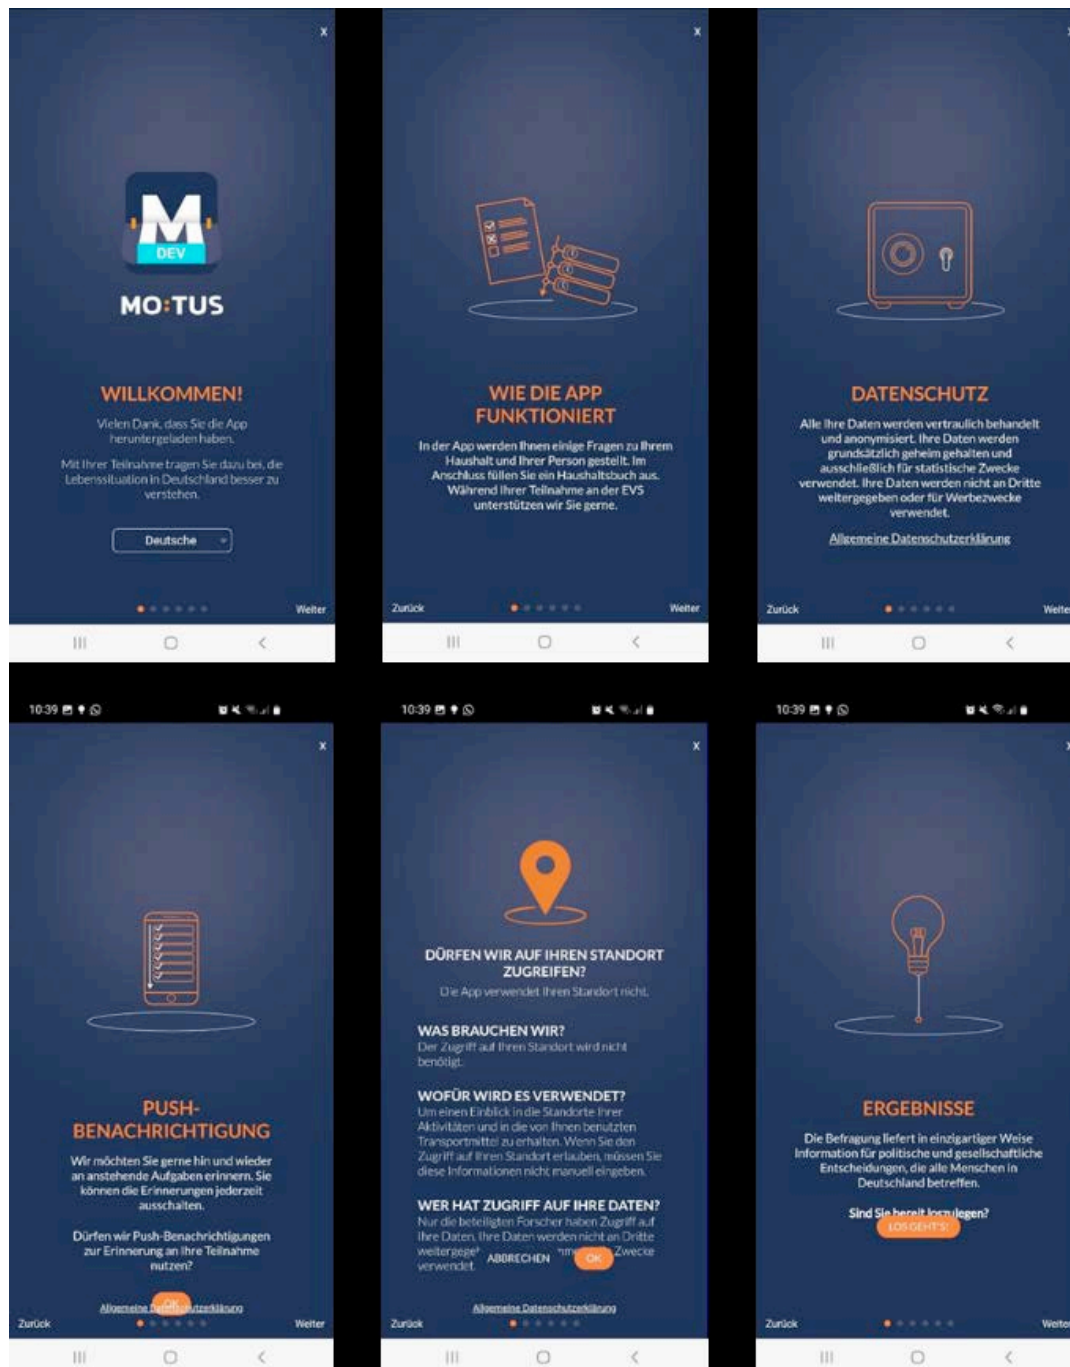 X
M
DEV
MO:TUS
WILLKOMMEN!
Vielen Dank, dass Sie die App
heruntergeladen haben.
Mit Ihrer Teilnahme tragen Sie dazu bei, die
Lebenssituation in Deutschland besser zu
verstehen.
Deutsche
Weiter
X
WIE DIE APP
FUNKTIONIERT
In der App werden Ihnen einige Fragen zu Ihrem
Haushalt und Ihrer Person gestellt. Im
Anschluss füllen Sie ein Haushaltsbuch aus.
Während Ihrer Teilnahme an der EVS
unterstützen wir Sie gerne.
Zurück
Weiter
DATENSCHUTZ
Alle Ihre Daten werden vertraulich behandelt
und anonymisiert. Ihre Daten werden
grundsätzlich geheim gehalten und
ausschließlich für statistische Zwecke
verwendet. Ihre Daten werden nicht an Dritte
weitergegeben oder für Werbezwecke
verwendet.
Allgemeine Datenschutzerklärung
Zurück
Weiter
10:39
X
PUSH-
BENACHRICHTIGUNG
Wir möchten Sie gerne hin und wieder
an anstehende Aufgaben erinnern. Sie
können die Erinnerungen jederzeit
ausschalten.
Dürfen wir Push-Benachrichtigungen
zur Erinnerung an Ihre Teilnahme
nutzen?
OK
Allgemeine Datenschutzerklärung
Zurück
Weiter
10:39
X
DÜRFEN WIR AUF IHREN STANDORT
ZUGREIFEN?
Die App verwendet Ihren Standort nicht.
WAS BRAUCHEN WIR?
Der Zugriff auf Ihren Standort wird nicht
benötigt.
WOFÜR WIRD ES VERWENDET?
Um einen Einblick in die Standorte Ihrer
Aktivitäten und in die von Ihnen benutzten
Transportmittel zu erhalten. Wenn Sie den
Zugriff auf Ihren Standort erlauben, müssen Sie
diese Informationen nicht manuell eingeben.
WER HAT ZUGRIFF AUF IHRE DATEN?
Nur die beteiligten Forscher haben Zugriff auf
Ihre Daten. Ihre Daten werden nicht an Dritte
Zwecke
verwendet.
ABBRECHEN
OK
Allgemeine Datenschutzerklärung
Zurück
10:39
ERGEBNISSE
Die Befragung liefert in einzigartiger Weise
Information für politische und gesellschaftliche
Entscheidungen, die alle Menschen in
Deutschland betreffen.
Sind Sie bereit loszulegen?
LOS GEHT'S!
Zurück
Weiter